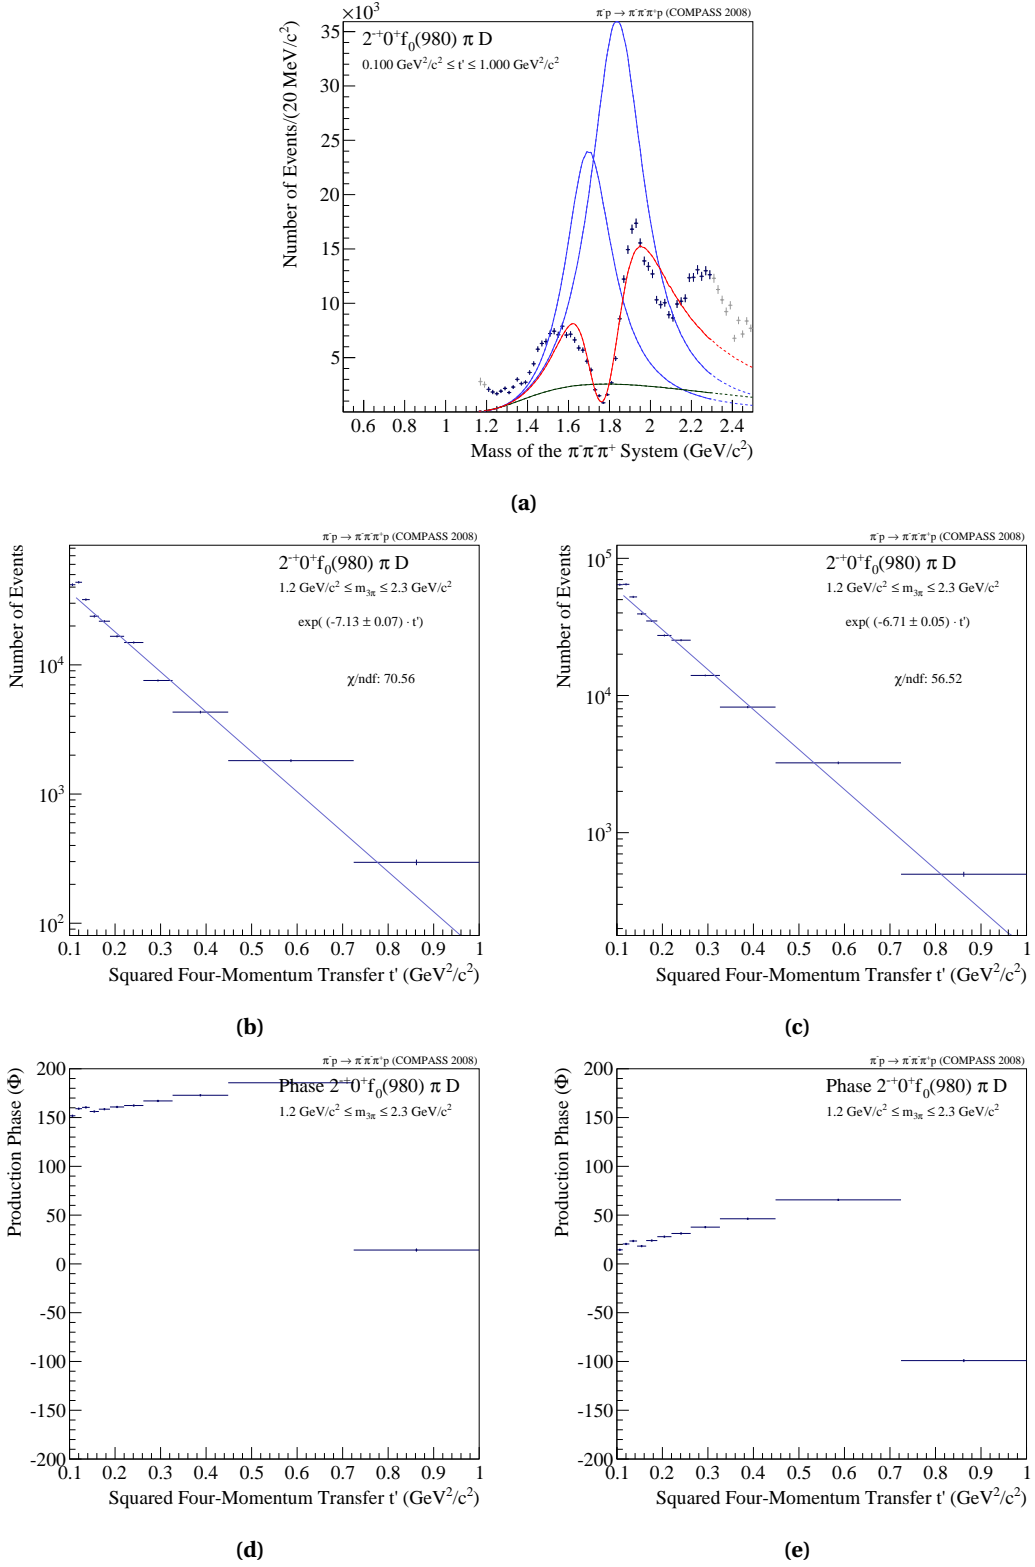 ×10³
π⁻p → π⁻π⁻π⁺p (COMPASS 2008)
2⁻⁺0⁺f₀(980) π D
0.100 GeV²/c² ≤ t' ≤ 1.000 GeV²/c²
Number of Events/(20 MeV/c²)
35
30
25
20
15
10
5
0.6 0.8 1 1.2 1.4 1.6 1.8 2 2.2 2.4
Mass of the π⁻π⁻π⁺ System (GeV/c²)
(a)
π⁻p → π⁻π⁻π⁺p (COMPASS 2008)
2⁻⁺0⁺f₀(980) π D
1.2 GeV/c² ≤ m₃π ≤ 2.3 GeV/c²
exp( (-7.13 ± 0.07) · t')
χ/ndf: 70.56
Number of Events
10⁴
10³
10²
0.1 0.2 0.3 0.4 0.5 0.6 0.7 0.8 0.9 1
Squared Four-Momentum Transfer t' (GeV²/c²)
(b)
π⁻p → π⁻π⁻π⁺p (COMPASS 2008)
2⁻⁺0⁺f₀(980) π D
1.2 GeV/c² ≤ m₃π ≤ 2.3 GeV/c²
exp( (-6.71 ± 0.05) · t')
χ/ndf: 56.52
Number of Events
10⁵
10⁴
10³
0.1 0.2 0.3 0.4 0.5 0.6 0.7 0.8 0.9 1
Squared Four-Momentum Transfer t' (GeV²/c²)
(c)
π⁻p → π⁻π⁻π⁺p (COMPASS 2008)
Phase 2⁻⁺0⁺f₀(980) π D
1.2 GeV/c² ≤ m₃π ≤ 2.3 GeV/c²
Production Phase (Φ)
200
150
100
50
0
-50
-100
-150
-200
0.1 0.2 0.3 0.4 0.5 0.6 0.7 0.8 0.9 1
Squared Four-Momentum Transfer t' (GeV²/c²)
(d)
π⁻p → π⁻π⁻π⁺p (COMPASS 2008)
Phase 2⁻⁺0⁺f₀(980) π D
1.2 GeV/c² ≤ m₃π ≤ 2.3 GeV/c²
Production Phase (Φ)
200
150
100
50
0
-50
-100
-150
-200
0.1 0.2 0.3 0.4 0.5 0.6 0.7 0.8 0.9 1
Squared Four-Momentum Transfer t' (GeV²/c²)
(e)